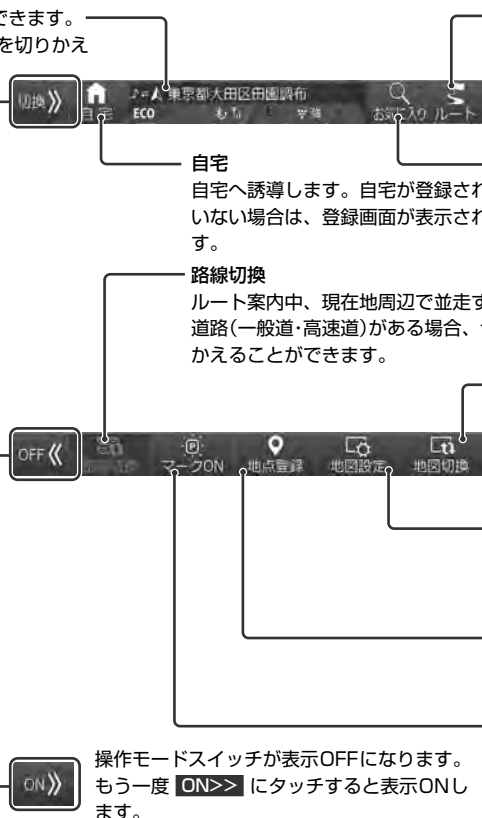 できます。
を切りかえ
切換
自宅
東京都大田区田園調布
ECO
お気に入り
ルート
自宅
自宅へ誘導します。自宅が登録され
いない場合は、登録画面が表示され
す。
路線切換
ルート案内中、現在地周辺で並走す
道路(一般道・高速道)がある場合、
かえることができます。
OFF
P
マークON
地点登録
地図設定
地図切換
操作モードスイッチが表示OFFになります。
ON
もう一度 ON>> にタッチすると表示ONし
ます。